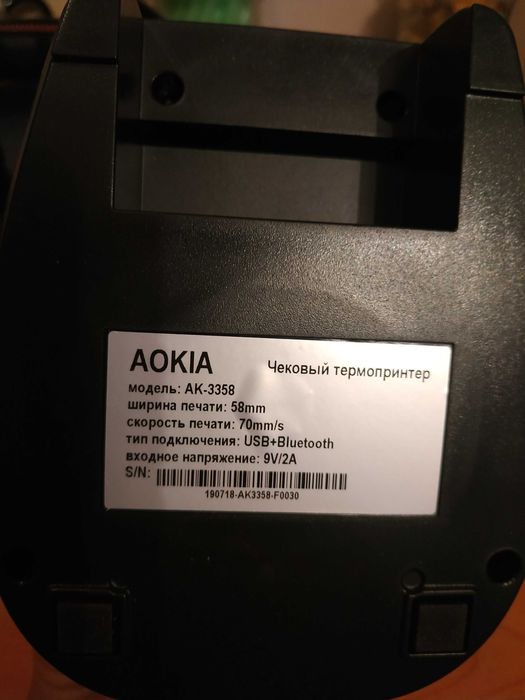 AOKIA
Чековый термопринтер
модель: AK-3358
ширина печати: 58mm
скорость печати: 70mm/s
тип подключения: USB+Bluetooth
входное напряжение: 9V/2A
S/N:
190718-AK3358-F0030